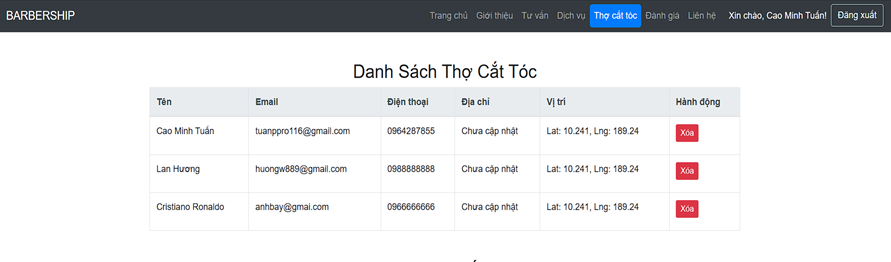 BARBERSHIP Trang chủ Giới thiệu Tư vấn Dịch vụ Thợ cắt tóc Đánh giá Liên hệ Xin chào, Cao Minh Tuấn! Đăng xuất
Danh Sách Thợ Cắt Tóc
Tên Email Điện thoại Địa chỉ Vị trí Hành động
Cao Minh Tuấn tuanppro116@gmail.com 0964287855 Chưa cập nhật Lat: 10.241, Lng: 189.24 Xóa
Lan Hương huongw889@gmail.com 0988888888 Chưa cập nhật Lat: 10.241, Lng: 189.24 Xóa
Cristiano Ronaldo anhbay@gmai.com 0966666666 Chưa cập nhật Lat: 10.241, Lng: 189.24 Xóa